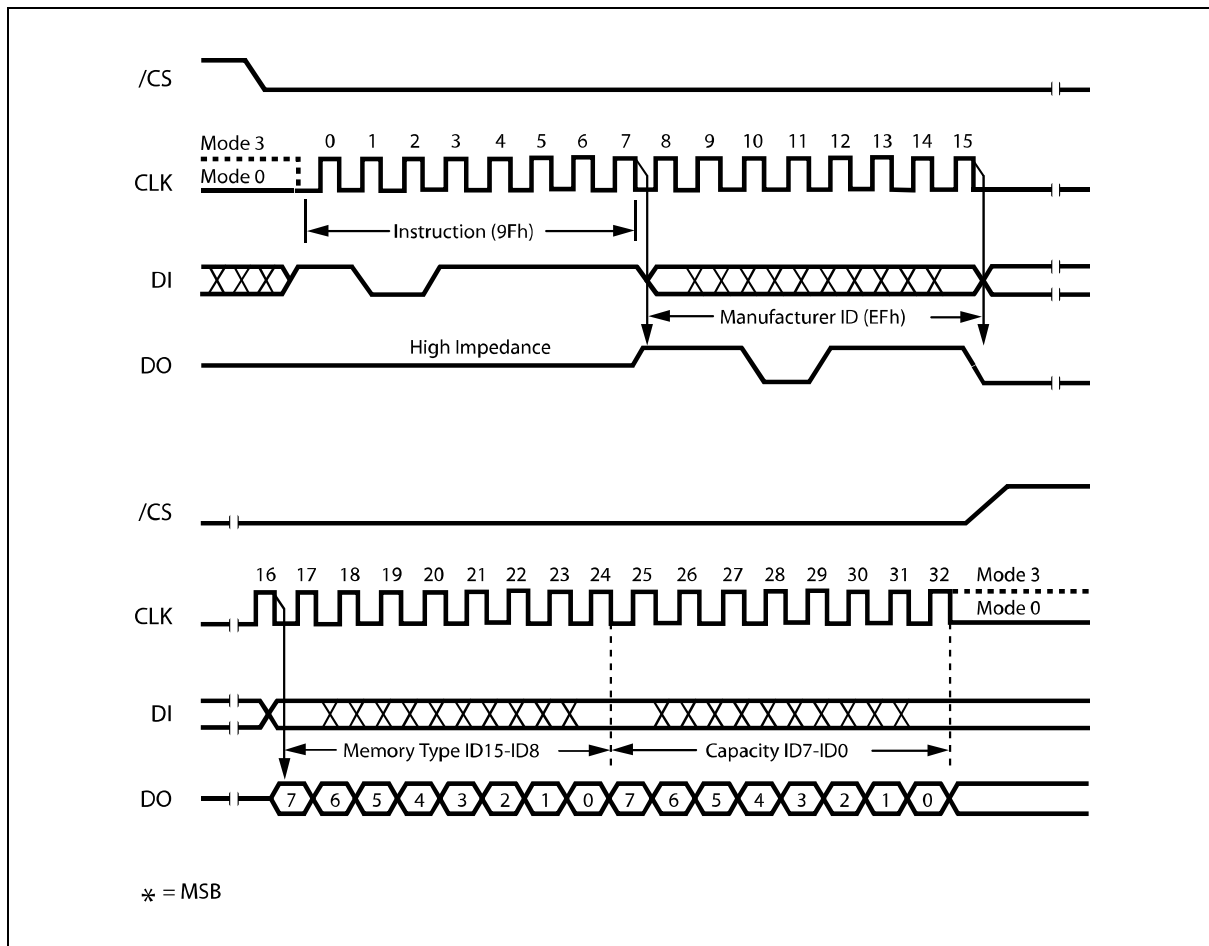 /CS
Mode 3
0 1 2 3 4 5 6 7 8 9 10 11 12 13 14 15
CLK
Mode 0
Instruction (9Fh)
DI
Manufacturer ID (EFh)
High Impedance
DO
/CS
16 17 18 19 20 21 22 23 24 25 26 27 28 29 30 31 32
Mode 3
CLK
Mode 0
DI
Memory Type ID15-ID8
Capacity ID7-ID0
DO
7 6 5 4 3 2 1 0 7 6 5 4 3 2 1 0
* = MSB